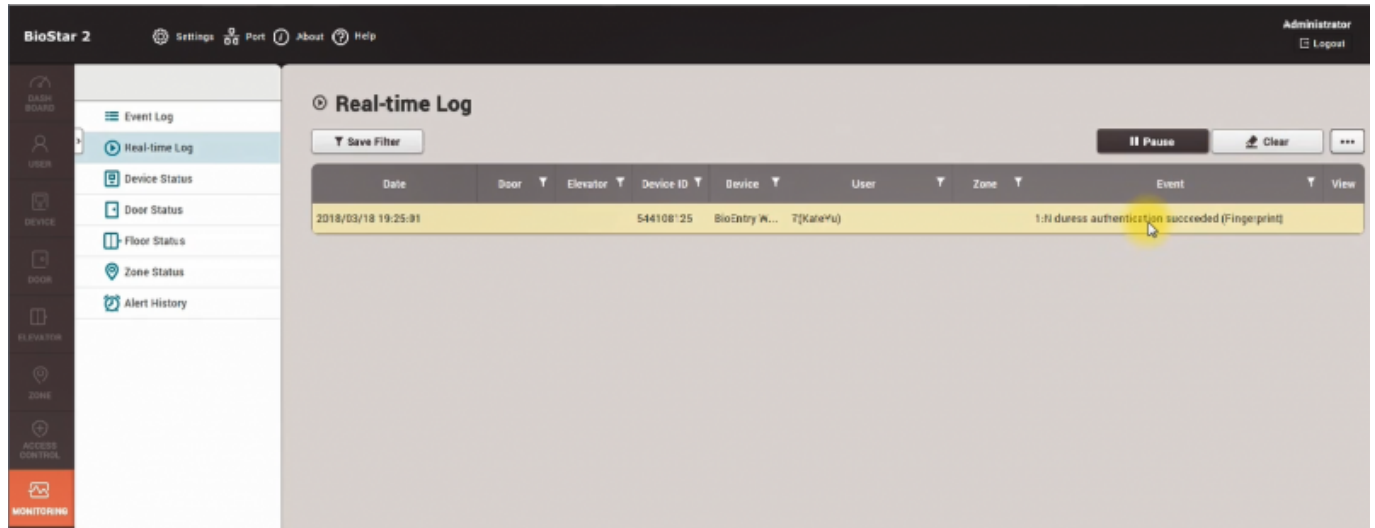 BioStar 2 Settings Port About Help Administrator
Logout
DASH
BOARD
USER
DEVICE
DOOR
ELEVATOR
ZONE
ACCESS
CONTROL
MONITORING
Event Log
Real-time Log
Device Status
Door Status
Floor Status
Zone Status
Alert History
Real-time Log
Save Filter Pause Clear
Date Door Elevator Device ID Device User Zone Event View
2018/03/18 19:25:01 544108125 BioEntry W... 7(KateYu) 1:N duress authentication succeeded (Fingerprint)